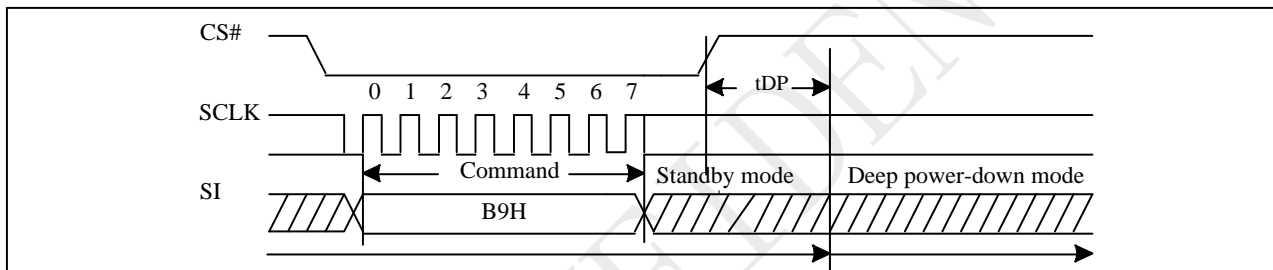 CS#
tDP
0 1 2 3 4 5 6 7
SCLK
Command
Standby mode
Deep power-down mode
SI
B9H